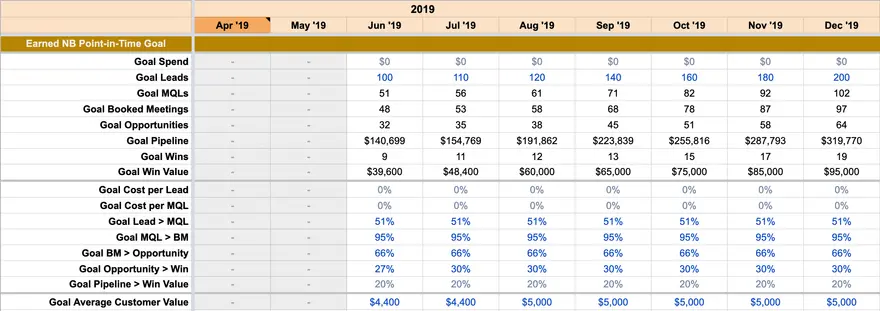 2019
Apr '19 May '19 Jun '19 Jul '19 Aug '19 Sep '19 Oct '19 Nov '19 Dec '19
Earned NB Point-in-Time Goal
Goal Spend - - $0 $0 $0 $0 $0 $0 $0
Goal Leads - - 100 110 120 140 160 180 200
Goal MQLs - - 51 56 61 71 82 92 102
Goal Booked Meetings - - 48 53 58 68 78 87 97
Goal Opportunities - - 32 35 38 45 51 58 64
Goal Pipeline - - $140,699 $154,769 $191,862 $223,839 $255,816 $287,793 $319,770
Goal Wins - - 9 11 12 13 15 17 19
Goal Win Value - - $39,600 $48,400 $60,000 $65,000 $75,000 $85,000 $95,000
Goal Cost per Lead - - 0% 0% 0% 0% 0% 0% 0%
Goal Cost per MQL - - 0% 0% 0% 0% 0% 0% 0%
Goal Lead > MQL - - 51% 51% 51% 51% 51% 51% 51%
Goal MQL > BM - - 95% 95% 95% 95% 95% 95% 95%
Goal BM > Opportunity - - 66% 66% 66% 66% 66% 66% 66%
Goal Opportunity > Win - - 27% 30% 30% 30% 30% 30% 30%
Goal Pipeline > Win Value - - 20% 20% 20% 20% 20% 20% 20%
Goal Average Customer Value - - $4,400 $4,400 $5,000 $5,000 $5,000 $5,000 $5,000